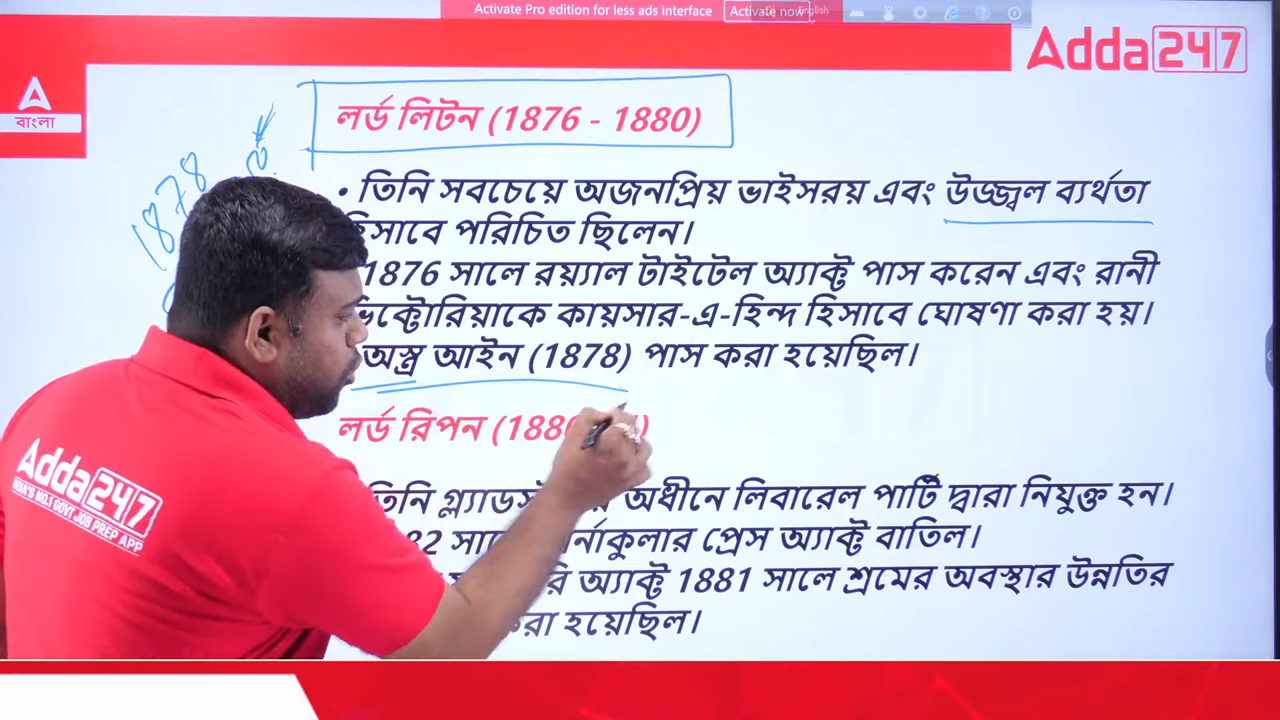 Activate Pro edition for less ads interface Activate now English
Adda247
বাংলা
লর্ড লিটন (1876 - 1880)
1878
• তিনি সবচেয়ে অজনপ্রিয় ভাইসরয় এবং উজ্জ্বল ব্যর্থতা
হিসাবে পরিচিত ছিলেন।
1876 সালে রয়্যাল টাইটেল অ্যাক্ট পাস করেন এবং রানী
ভিক্টোরিয়াকে কায়সার-এ-হিন্দ হিসাবে ঘোষণা করা হয়।
অস্ত্র আইন (1878) পাস করা হয়েছিল।
লর্ড রিপন
তিনি অধীনে লিবারেল পার্টি দ্বারা নিযুক্ত হন।
প্রেস অ্যাক্ট বাতিল।
অ্যাক্ট 1881 সালে শ্রমের অবস্থার উন্নতির
করা হয়েছিল।
Adda247
INDIA'S NO.1 GOVT JOB PREP APP